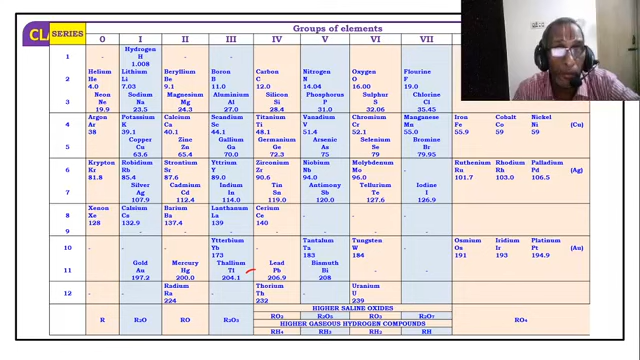 CL
SERIES
Groups of elements
0 I II III IV V VI VII
1 - Hydrogen H 1.008 - - - - - -
2 Helium He 4.0 Lithium Li 7.03 Beryllium Be 9.1 Boron B 11.0 Carbon C 12.0 Nitrogen N 14.04 Oxygen O 16.00 Flourine F 19.0
3 Neon Ne 19.9 Sodium Na 23.5 Magnesium Mg 24.3 Aluminium Al 27.0 Silicon Si 28.4 Phosphorus P 31.0 Sulphur S 32.06 Chlorine Cl 35.45
4 Argon Ar 38 Potassium K 39.1 Calcium Ca 40.1 Scandium Sc 44.1 Titanium Ti 48.1 Vanadium V 51.4 Chromium Cr 52.1 Manganese Mn 55.0 Iron Fe 55.9 Cobalt Co 59 Nickel Ni 59 (Cu)
5 Copper Cu 63.6 Zinc Zn 65.4 Gallium Ga 70.0 Germanium Ge 72.3 Arsenic As 75 Selenium Se 79 Bromine Br 79.95
6 Krypton Kr 81.8 Robidium Rb 85.4 Strontium Sr 87.6 Yttrium Y 89.0 Zirconium Zr 90.6 Niobium Nb 94.0 Molybdenum Mo 96.0 - Ruthenium Ru 101.7 Rhodium Rh 103.0 Palladium Pd 106.5 (Ag)
7 Silver Ag 107.9 Cadmium Cd 112.4 Indium In 114.0 Tin Sn 119.0 Antimony Sb 120.0 Tellurium Te 127.6 Iodine I 126.9
8 Xenon Xe 128 Calsium Cs 132.9 Barium Ba 137.4 Lanthanum La 139 Cerium Ce 140 - - -
9 - - - - - - -
10 - - - Ytterbium Yb 173 - Tantalum Ta 183 Tungsten W 184 - Osmium Os 191 Iridium Ir 193 Platinum Pt 194.9 (Au)
11 Gold Au 197.2 Mercury Hg 200.0 Thallium Tl 204.1 Lead Pb 206.9 Bismuth Bi 208 - -
12 - - Radium Ra 224 - Thorium Th 232 - Uranium U 239
HIGHER SALINE OXIDES
R R₂O RO R₂O₃ RO₂ R₂O₅ RO₃ R₂O₇ RO₄
HIGHER GASEOUS HYDROGEN COMPOUNDS
RH₄ RH₃ RH₂ RH